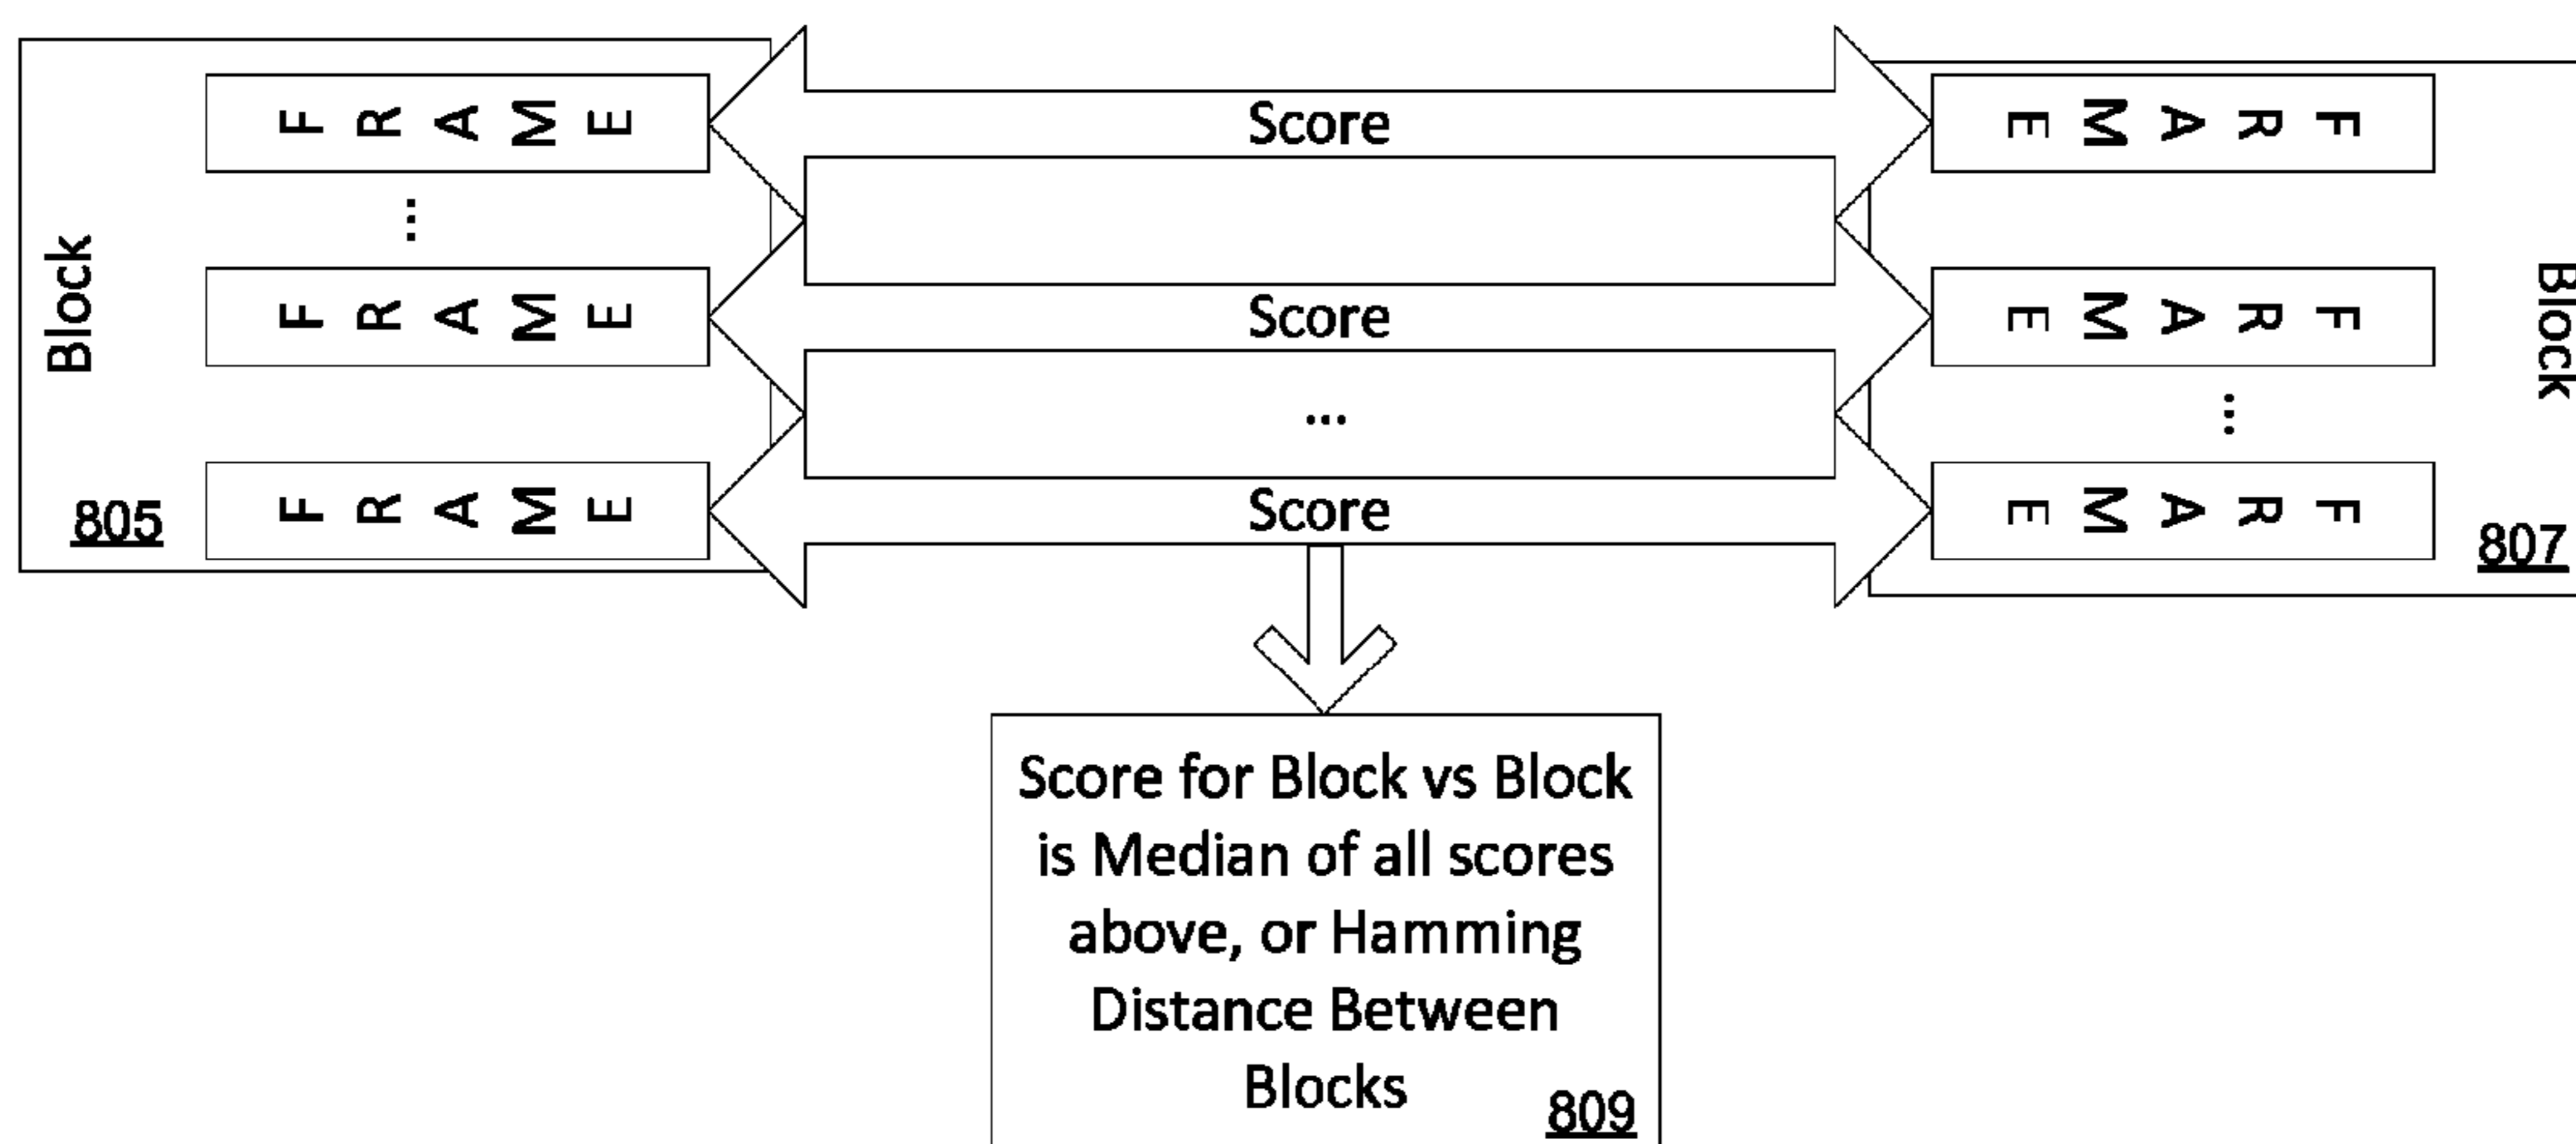 Block
FRAME
...
FRAME
FRAME
805
Score
Score
...
Score
FRAME
FRAME
...
FRAME
Block
807
Score for Block vs Block
is Median of all scores
above, or Hamming
Distance Between
Blocks
809